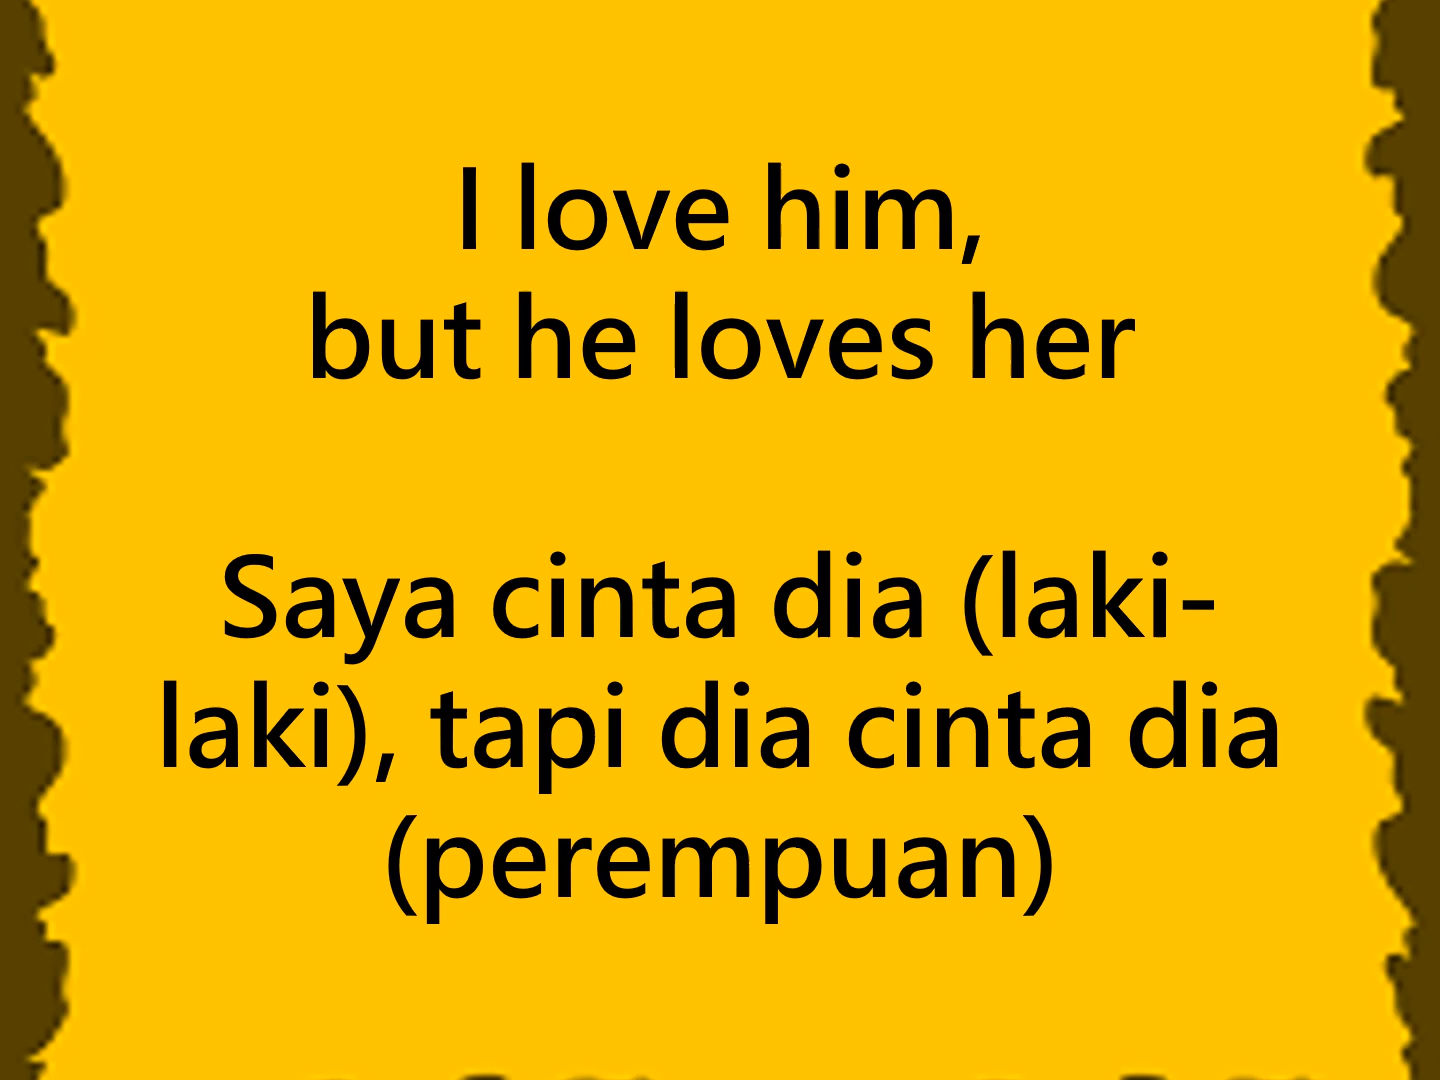 I love him,
but he loves her
Saya cinta dia (laki-
laki), tapi dia cinta dia
(perempuan)